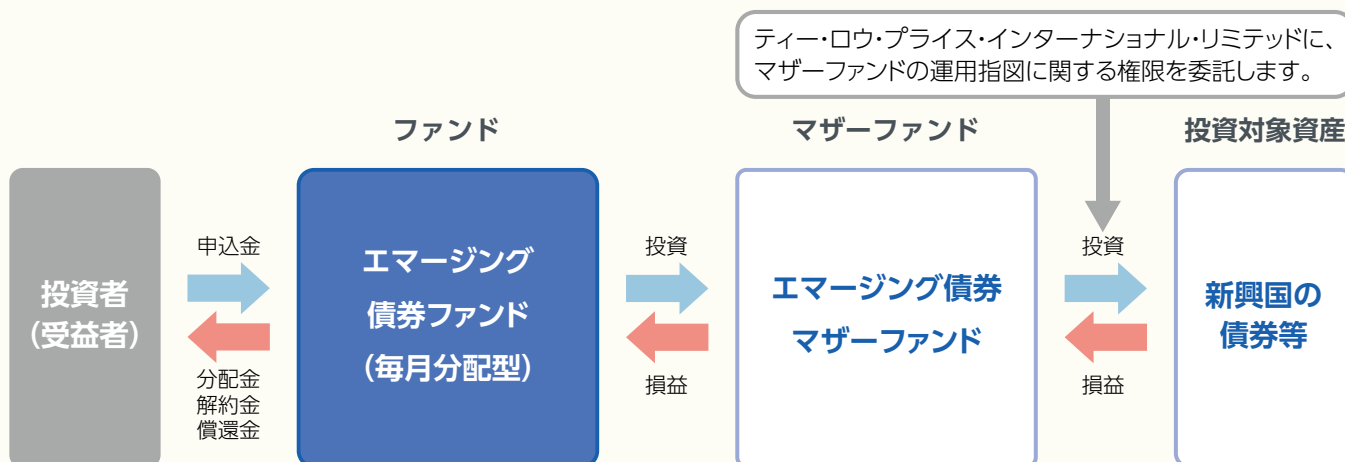 ティー・ロウ・プライス・インターナショナル・リミテッドに、
マザーファンドの運用指図に関する権限を委託します。
ファンド
マザーファンド
投資対象資産
投資者
(受益者)
申込金
分配金
解約金
償還金
エマージング
債券ファンド
(毎月分配型)
投資
損益
エマージング債券
マザーファンド
投資
損益
新興国の
債券等